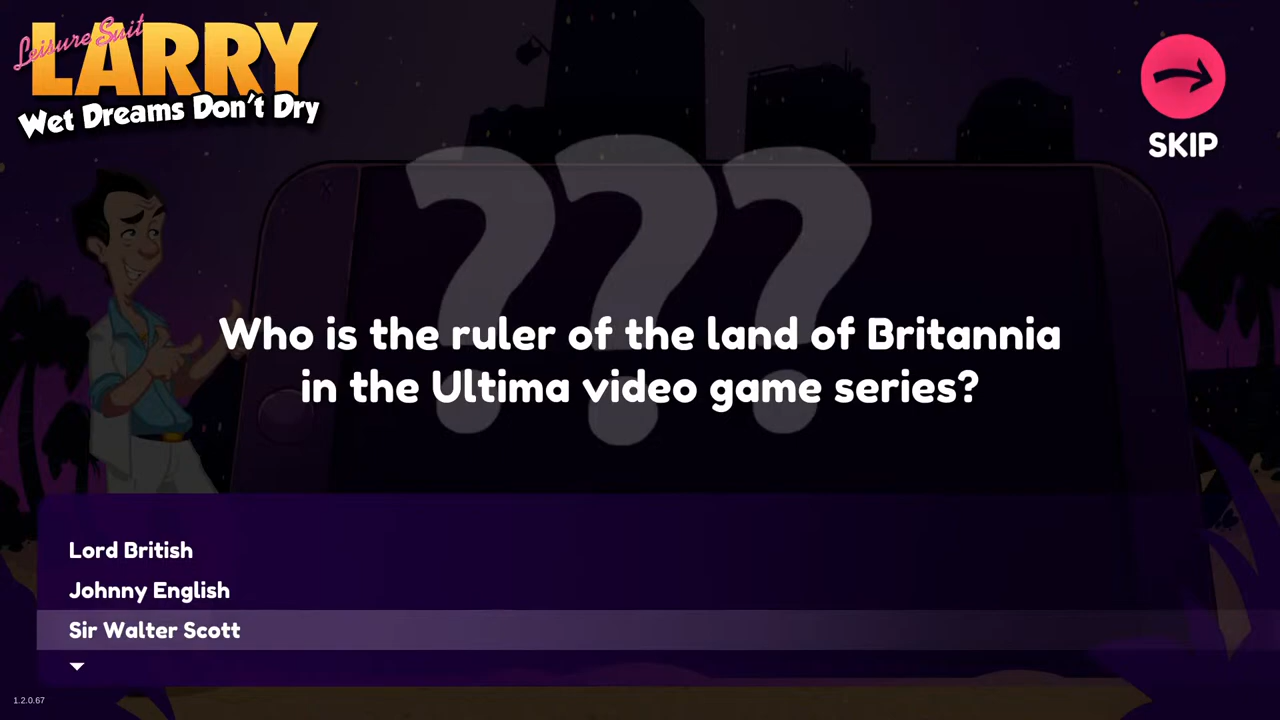 Leisure Suit
LARRY
Wet Dreams Don't Dry
SKIP
???
Who is the ruler of the land of Britannia
in the Ultima video game series?
Lord British
Johnny English
Sir Walter Scott
1.2.0.67